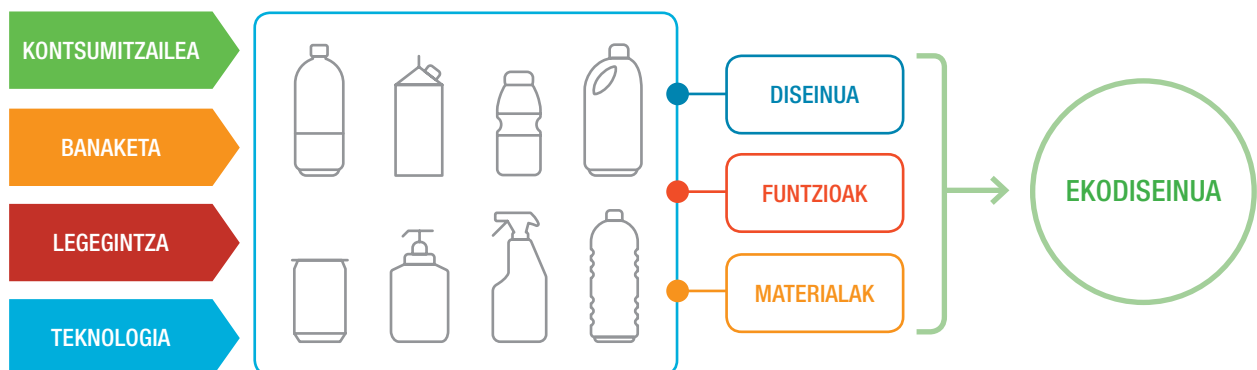 KONTSUMITZAILEA
BANAKETA
LEGEGINTZA
TEKNOLOGIA
DISEINUA
FUNTZIOAK
MATERIALAK
EKODISEINUA